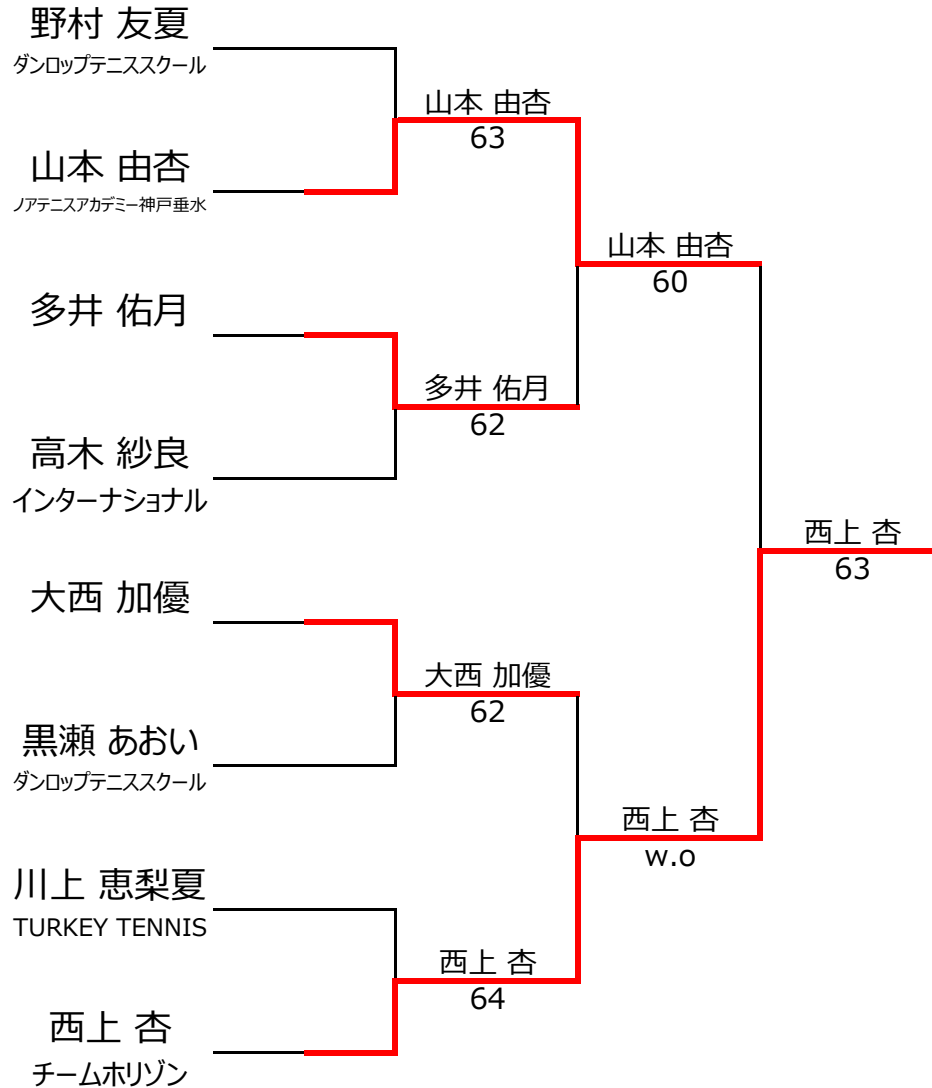 野村 友夏
ダンロップテニススクール
山本 由杏
63
山本 由杏
ノアテニスアカデミー神戸垂水
山本 由杏
60
多井 佑月
多井 佑月
62
高木 紗良
インターナショナル
西上 杏
63
大西 加優
大西 加優
62
黒瀬 あおい
ダンロップテニススクール
西上 杏
w.o
川上 恵梨夏
TURKEY TENNIS
西上 杏
64
西上 杏
チームホリゾン